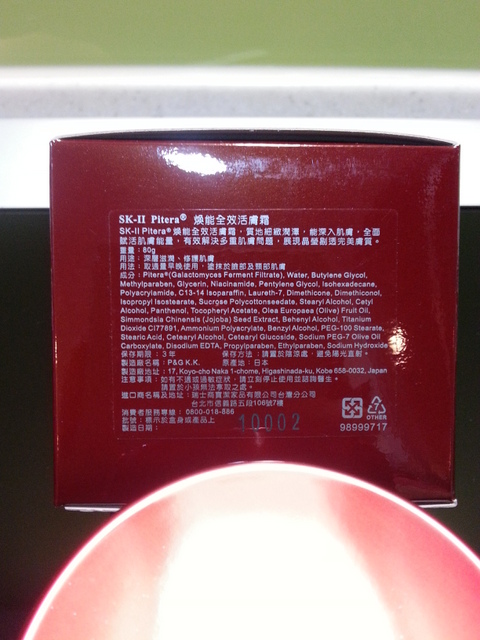 SK-II Pitera® 煥能全效活膚霜
SK-II Pitera® 煥能全效活膚霜，質地細緻潤澤，能深入肌膚，全面
賦活肌膚能量，有效解決多重肌膚問題，展現晶瑩剔透完美膚質。
重量：80g
用途：深層滋潤、修護肌膚
用法：取適量早晚使用，塗抹於臉部及頸部肌膚
成分：Pitera®(Galactomyces Ferment Filtrate), Water, Butylene Glycol,
Methylparaben, Glycerin, Niacinamide, Pentylene Glycol, Isohexadecane,
Polyacrylamide, C13-14 Isoparaffin, Laureth-7, Dimethicone, Dimethiconol,
Isopropyl Isostearate, Sucrose Polycottonseedate, Stearyl Alcohol, Cetyl
Alcohol, Panthenol, Tocopheryl Acetate, Olea Europaea (Olive) Fruit Oil,
Simmondsia Chinensis (Jojoba) Seed Extract, Behenyl Alcohol, Titanium
Dioxide CI77891, Ammonium Polyacrylate, Benzyl Alcohol, PEG-100 Stearate,
Stearic Acid, Cetearyl Alcohol, Cetearyl Glucoside, Sodium PEG-7 Olive Oil
Carboxylate, Disodium EDTA, Propylparaben, Ethylparaben, Sodium Hydroxide
保存期限：3 年 保存方法：請置於陰涼處，避免陽光直射。
製造廠名稱：P&G K.K. 原產地：日本
製造廠地址：17, Koyo-cho Naka 1-chome, Higashinada-ku, Kobe 658-0032, Japan
注意事項：如有不適或過敏症狀，請立刻停止使用並諮詢醫生。
請置於小孩無法拿取之處。
進口商名稱及地址：瑞士商寶家品有限公司台灣分公司
台北市信義路五段106號7樓
消費者服務專線：0800-018-886
批號：標示於盒身或產品上
製造日期：
10002
OTHER
98999717